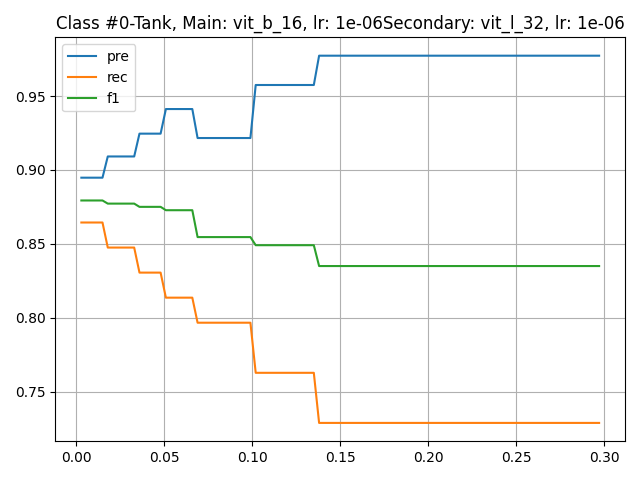 Class #0-Tank, Main: vit_b_16, lr: 1e-06Secondary: vit_l_32, lr: 1e-06
pre
rec
f1
0.95
0.90
0.85
0.80
0.75
0.00 0.05 0.10 0.15 0.20 0.25 0.30